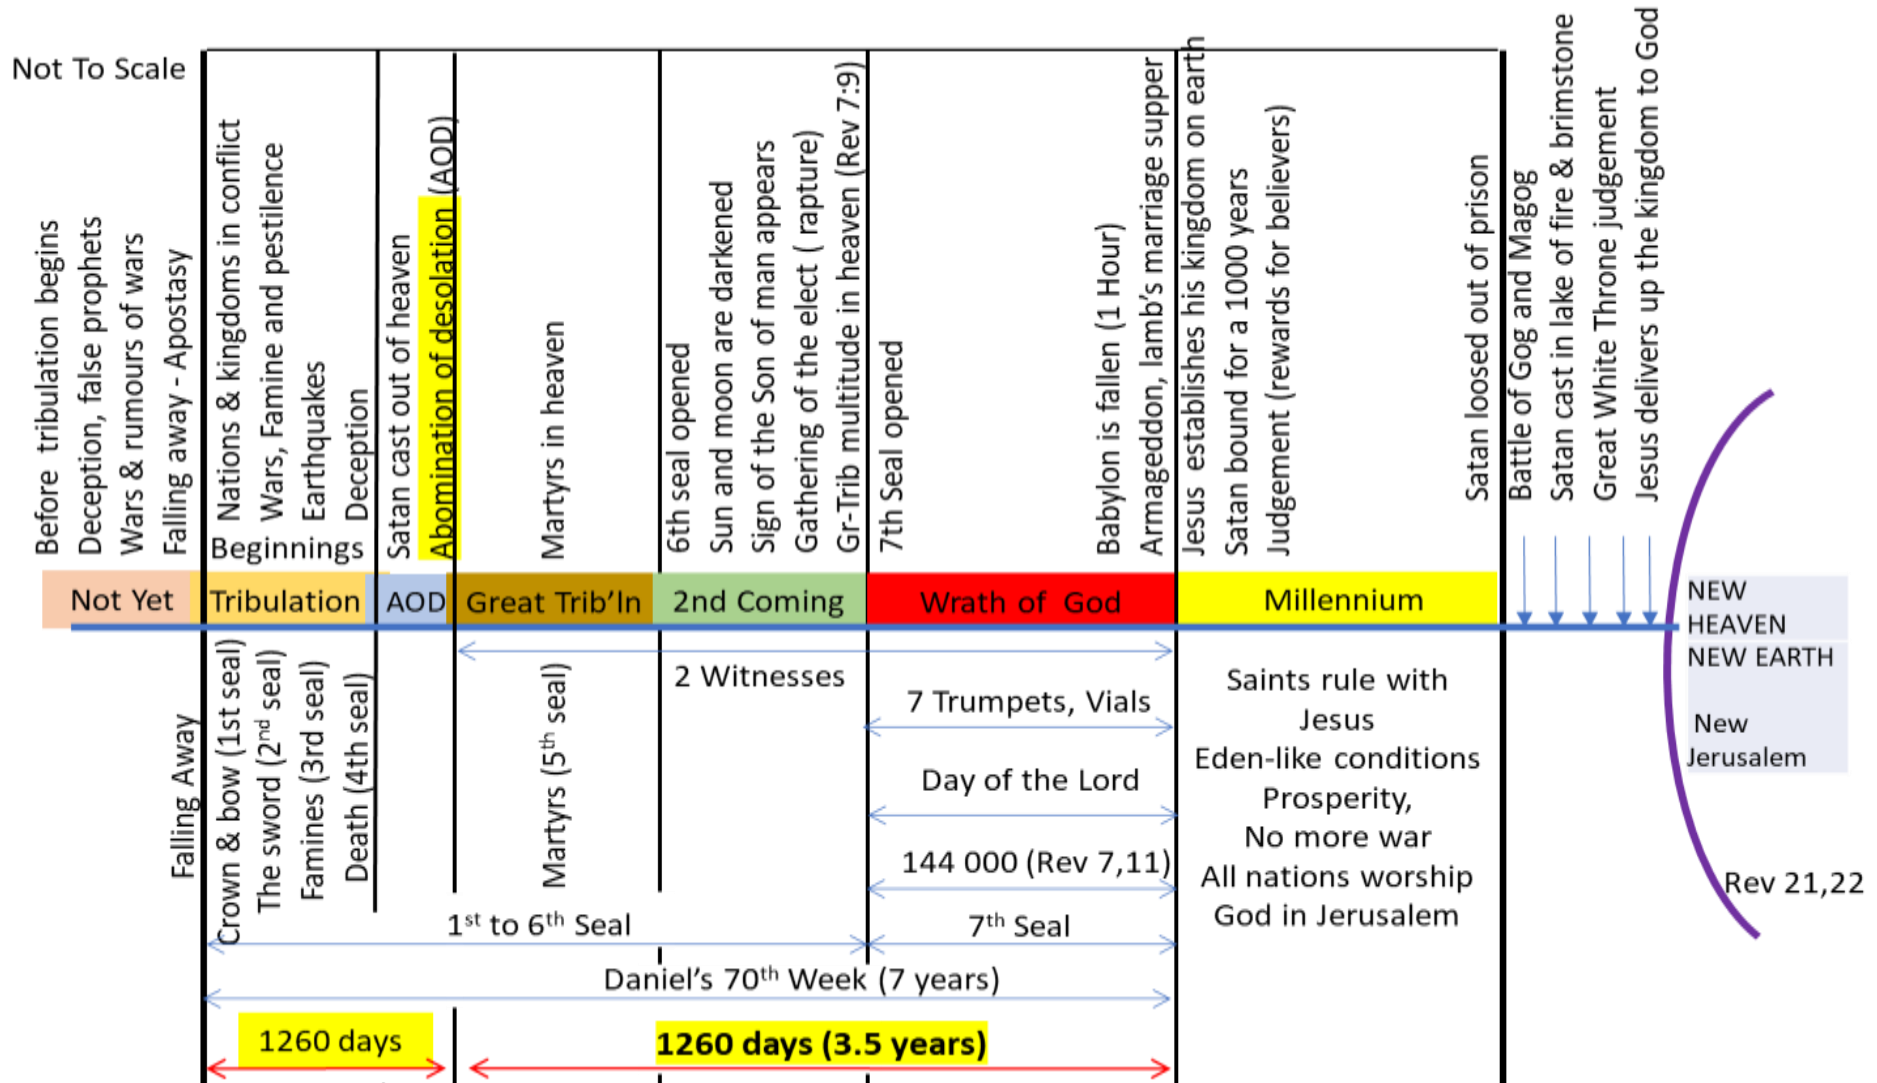 Not To Scale
Before tribulation begins
Deception, false prophets
Wars & rumours of wars
Falling away - Apostasy
Nations & kingdoms in conflict
Wars, Famine and pestilence
Earthquakes
Deception
Beginnings
Satan cast out of heaven
Abomination of desolation (AOD)
Martyrs in heaven
6th seal opened
Sun and moon are darkened
Sign of the Son of man appears
Gathering of the elect ( rapture)
Gr-Trib multitude in heaven (Rev 7:9)
7th Seal opened
Babylon is fallen (1 Hour)
Armageddon, lamb's marriage supper
Jesus establishes his kingdom on earth
Satan bound for a 1000 years
Judgement (rewards for believers)
Satan loosed out of prison
Battle of Gog and Magog
Satan cast in lake of fire & brimstone
Great White Throne judgement
Jesus delivers up the kingdom to God
Not Yet
Tribulation
AOD
Great Trib'ln
2nd Coming
Wrath of God
Millennium
NEW
HEAVEN
NEW EARTH
New
Jerusalem
Rev 21,22
Falling Away
Crown & bow (1st seal)
The sword (2nd seal)
Famines (3rd seal)
Death (4th seal)
Martyrs (5th seal)
2 Witnesses
7 Trumpets, Vials
Day of the Lord
144 000 (Rev 7,11)
Saints rule with
Jesus
Eden-like conditions
Prosperity,
No more war
All nations worship
God in Jerusalem
1st to 6th Seal
7th Seal
Daniel's 70th Week (7 years)
1260 days
1260 days (3.5 years)